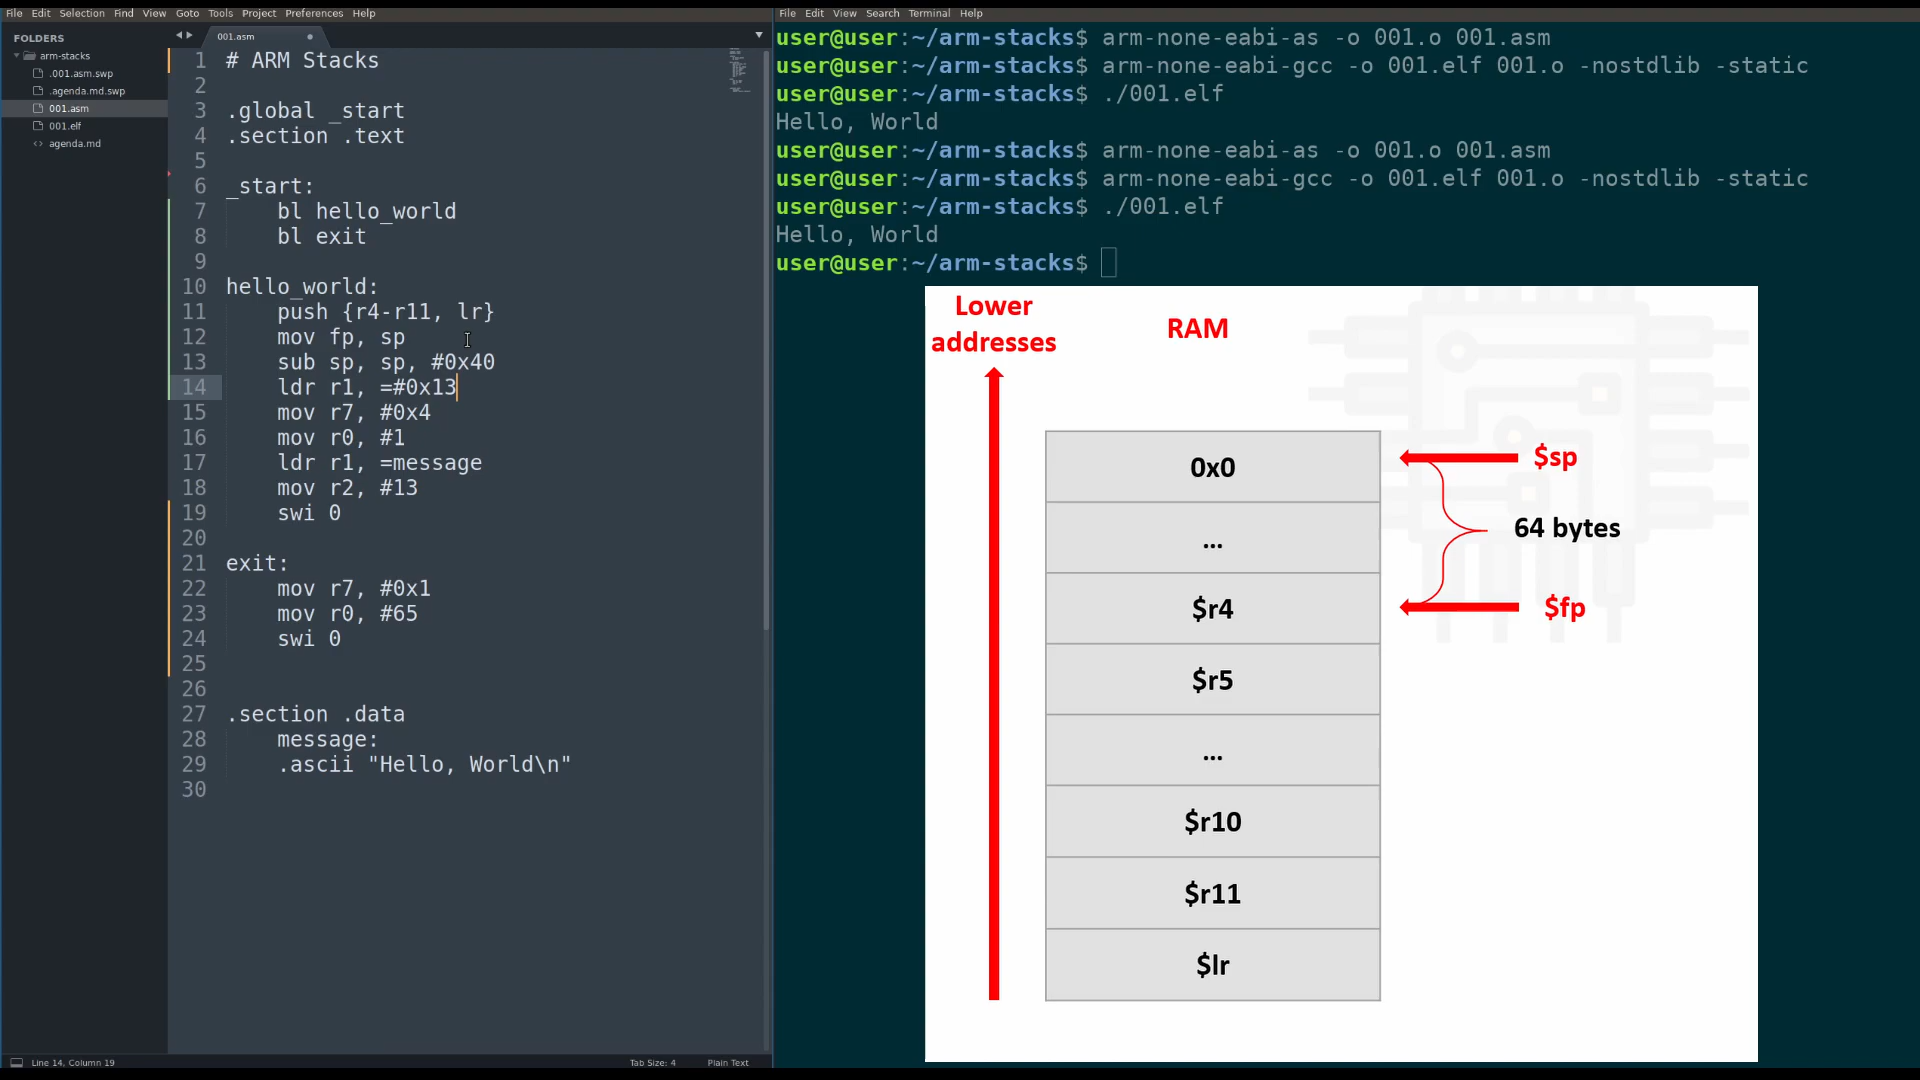 File Edit Selection Find View Goto Tools Project Preferences Help
FOLDERS
arm-stacks
.001.asm.swp
.agenda.md.swp
001.asm
001.elf
agenda.md
001.asm
1 # ARM Stacks
2
3 .global _start
4 .section .text
5
6 _start:
7 bl hello_world
8 bl exit
9
10 hello_world:
11 push {r4-r11, lr}
12 mov fp, sp
13 sub sp, sp, #0x40
14 ldr r1, =#0x13
15 mov r7, #0x4
16 mov r0, #1
17 ldr r1, =message
18 mov r2, #13
19 swi 0
20
21 exit:
22 mov r7, #0x1
23 mov r0, #65
24 swi 0
25
26
27 .section .data
28 message:
29 .ascii "Hello, World\n"
30
Line 14, Column 19
Tab Size: 4
Plain Text
File Edit View Search Terminal Help
user@user:~/arm-stacks$ arm-none-eabi-as -o 001.o 001.asm
user@user:~/arm-stacks$ arm-none-eabi-gcc -o 001.elf 001.o -nostdlib -static
user@user:~/arm-stacks$ ./001.elf
Hello, World
user@user:~/arm-stacks$ arm-none-eabi-as -o 001.o 001.asm
user@user:~/arm-stacks$ arm-none-eabi-gcc -o 001.elf 001.o -nostdlib -static
user@user:~/arm-stacks$ ./001.elf
Hello, World
user@user:~/arm-stacks$
Lower
addresses
RAM
0x0
$sp
...
64 bytes
$r4
$fp
$r5
...
$r10
$r11
$lr